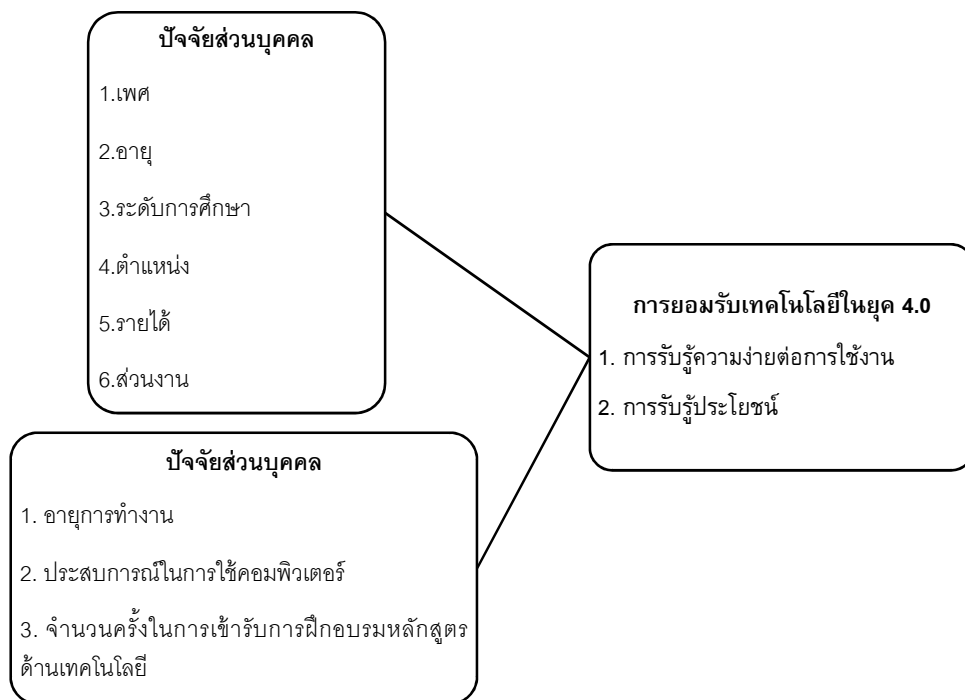 ปัจจัยส่วนบุคคล
1.เพศ
2.อายุ
3.ระดับการศึกษา
4.ตำแหน่ง
5.รายได้
6.ส่วนงาน
ปัจจัยส่วนบุคคล
1. อายุการทำงาน
2. ประสบการณ์ในการใช้คอมพิวเตอร์
3. จำนวนครั้งในการเข้ารับการฝึกอบรมหลักสูตร
ด้านเทคโนโลยี
การยอมรับเทคโนโลยีในยุค 4.0
1. การรับรู้ความง่ายต่อการใช้งาน
2. การรับรู้ประโยชน์